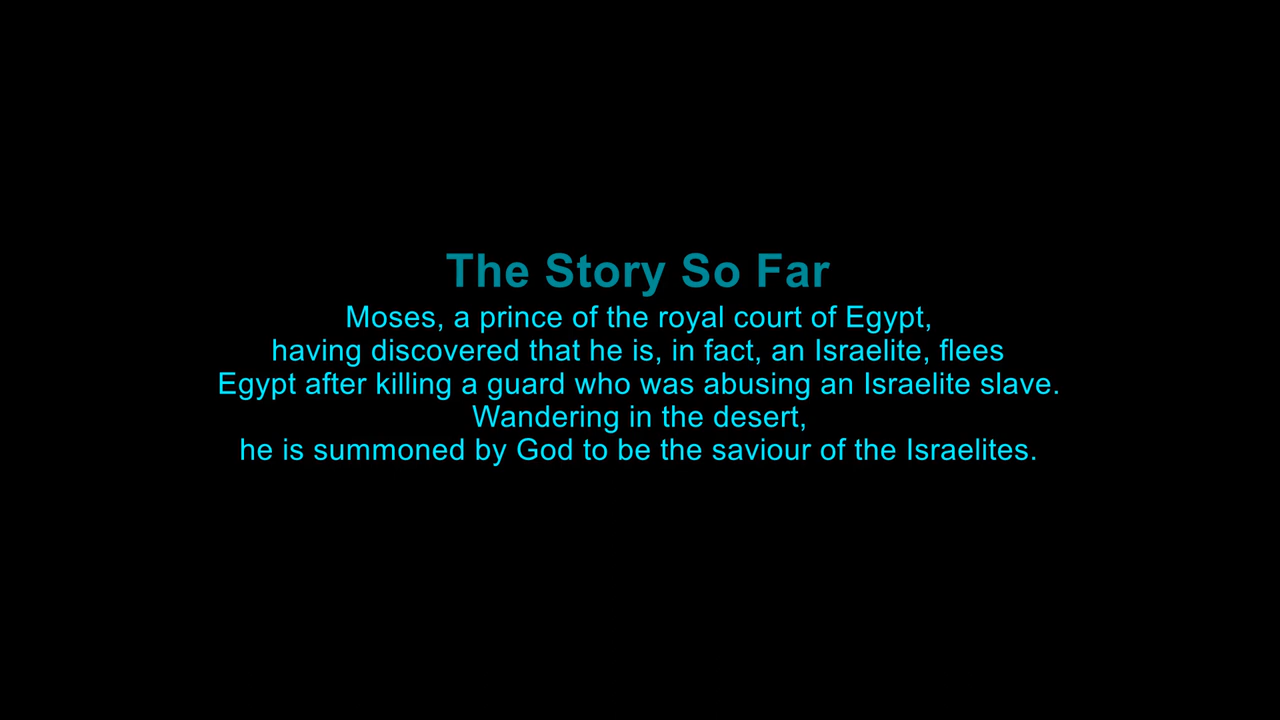 The Story So Far
Moses, a prince of the royal court of Egypt,
having discovered that he is, in fact, an Israelite, flees
Egypt after killing a guard who was abusing an Israelite slave.
Wandering in the desert,
he is summoned by God to be the saviour of the Israelites.